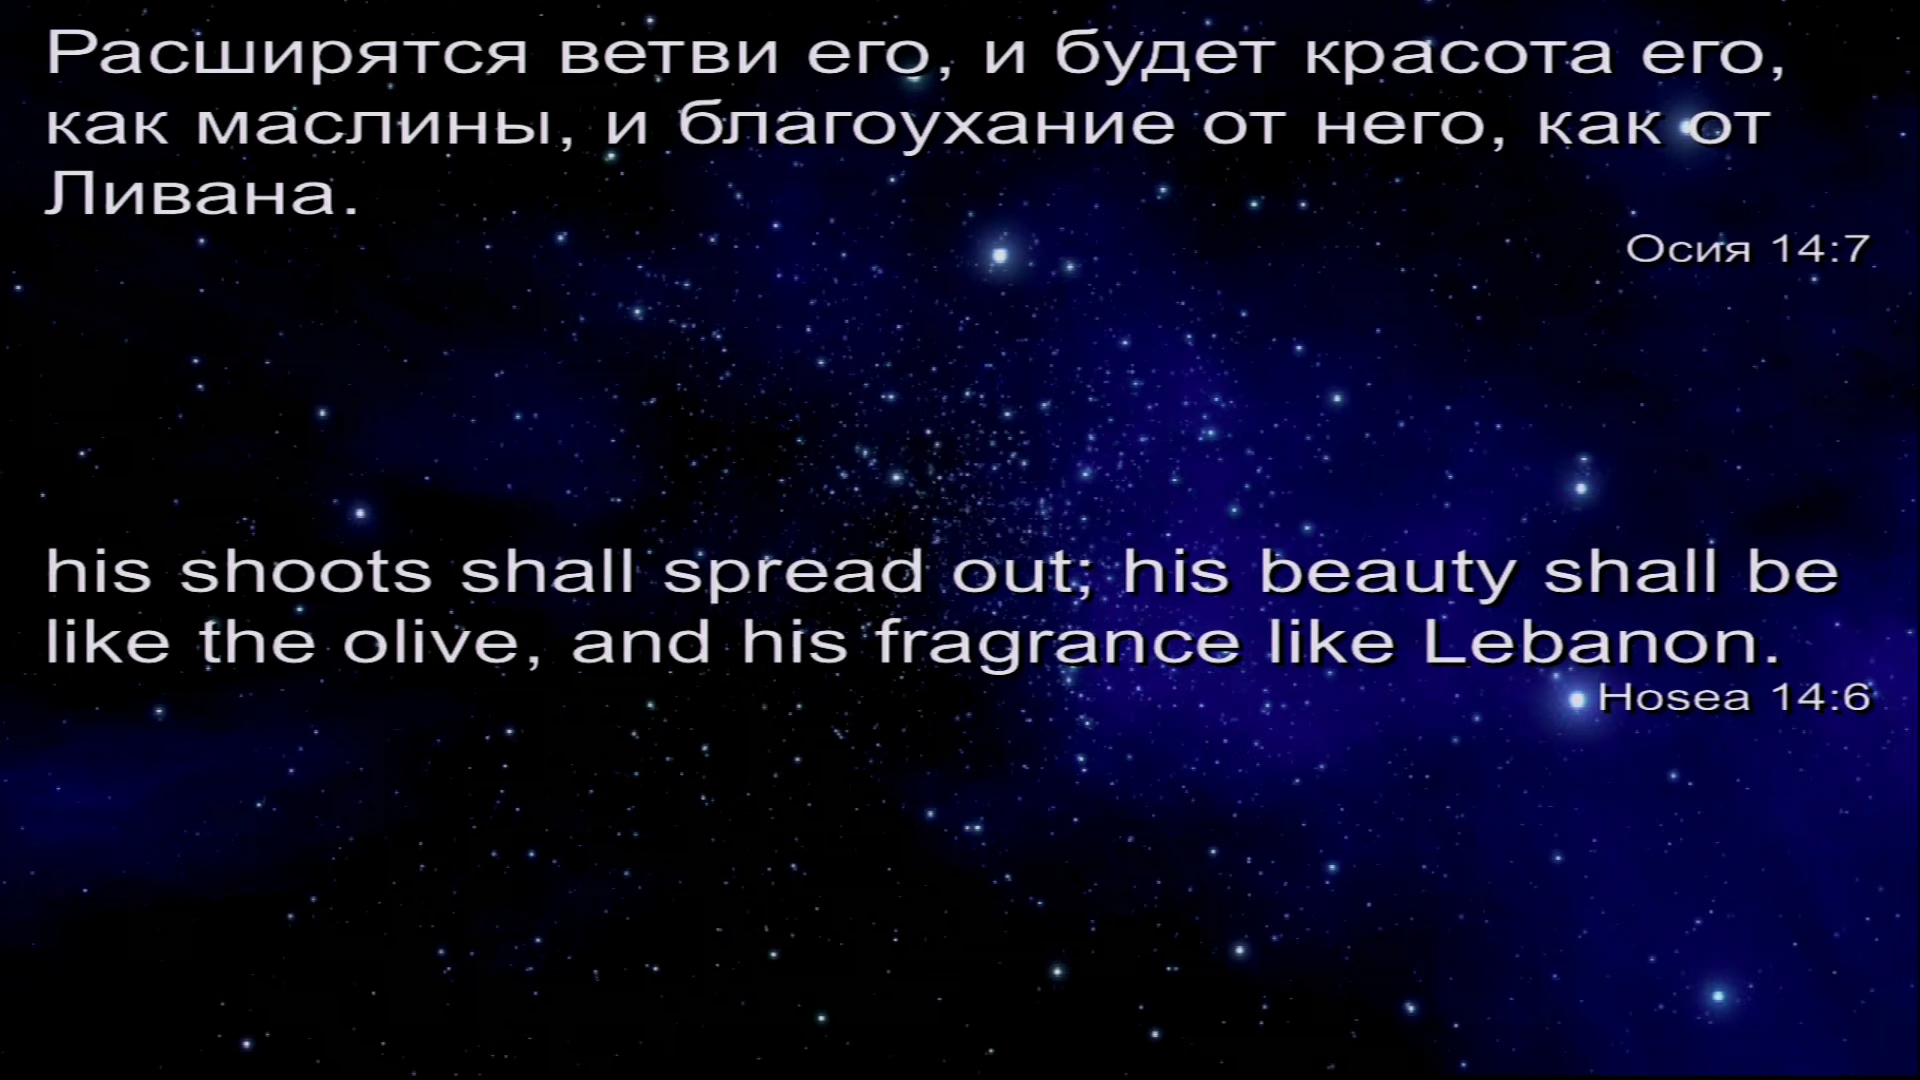 Расширятся ветви его, и будет красота его,
как маслины, и благоухание от него, как от
Ливана.
Осия 14:7
his shoots shall spread out; his beauty shall be
like the olive, and his fragrance like Lebanon.
Hosea 14:6